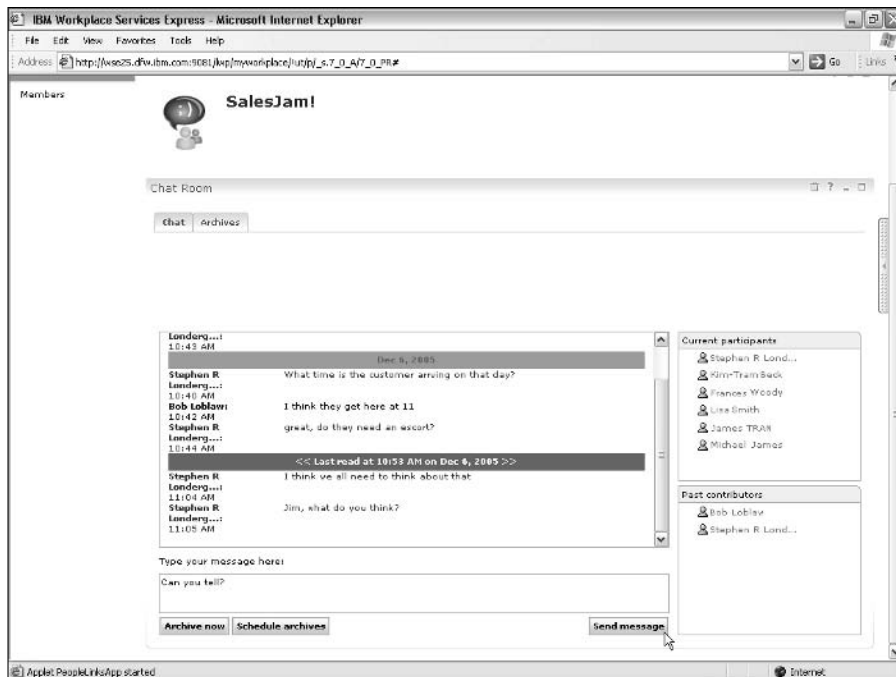 IBM Workplace Services Express - Microsoft Internet Explorer
File Edit View Favorites Tools Help
Address http://wse25.dfw.ibm.com:9081/lwp/myworkplace/!ut/p/_s.7_0_A/7_0_PR# Go Links
Members
SalesJam!
Chat Room
Chat Archives
Londerg...:
10:43 AM
Dec 6, 2005
Stephen R What time is the customer arruing on that day?
Londerg...:
10:40 AM
Bob Loblaw: I think they get here at 11
10:42 AM
Stephen R great, do they need an escort?
Londerg...:
10:44 AM
<< Last read at 10:53 AM on Dec 6, 2005 >>
Stephen R I think we all need to think about that
Londerg...:
11:04 AM
Stephen R Jim, what do you think?
Londerg...:
11:05 AM
Current participants
Stephen R Lond...
Kim-Tram Beck
Frances Woody
Lisa Smith
James TRAN
Michael James
Past contributors
Bob Loblaw
Stephen R Lond...
Type your message here:
Can you tell?
Archive now Schedule archives Send message
Applet PeopleLinksApp started Internet